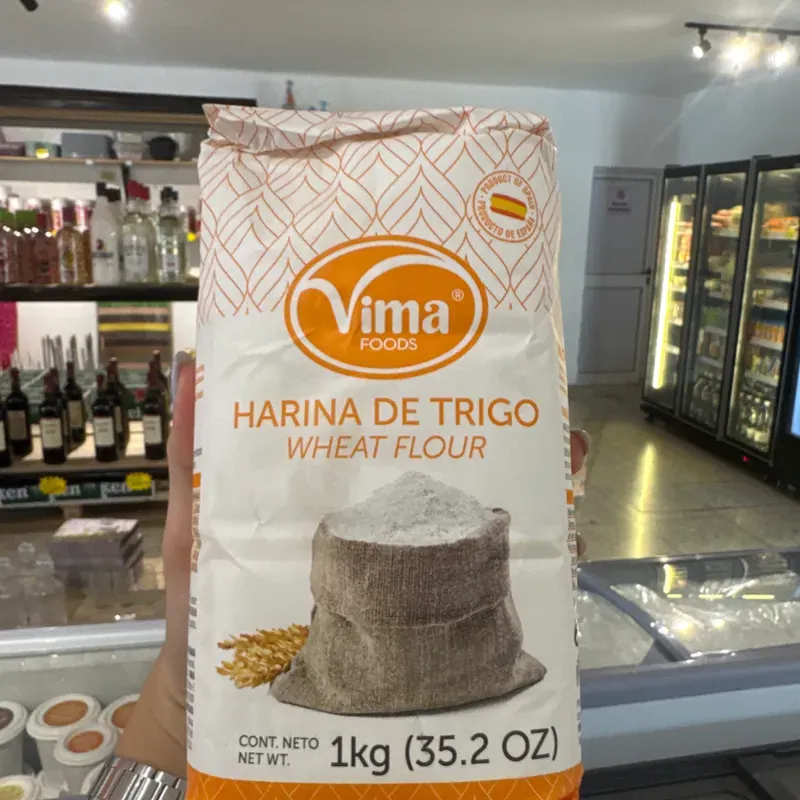 PRODUCT OF SPAIN
PRODUCTO DE ESPAÑA
Vima®
FOODS
HARINA DE TRIGO
WHEAT FLOUR
CONT. NETO
NET WT.
1kg (35.2 OZ)